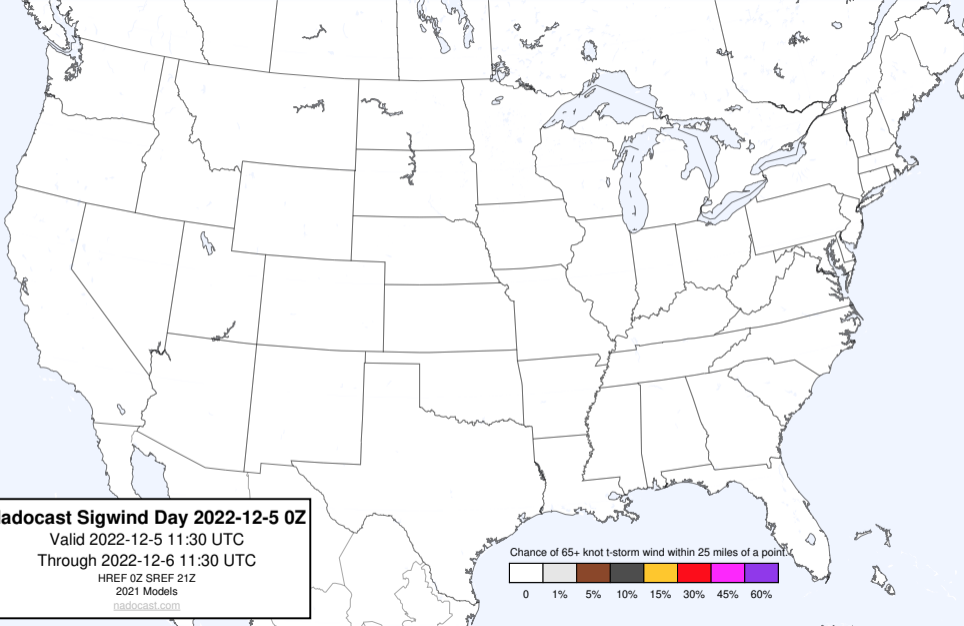 adocast Sigwind Day 2022-12-5 0Z
Valid 2022-12-5 11:30 UTC
Through 2022-12-6 11:30 UTC
HREF 0Z SREF 21Z
2021 Models
nadocast.com
Chance of 65+ knot t-storm wind within 25 miles of a point.
0 1% 5% 10% 15% 30% 45% 60%